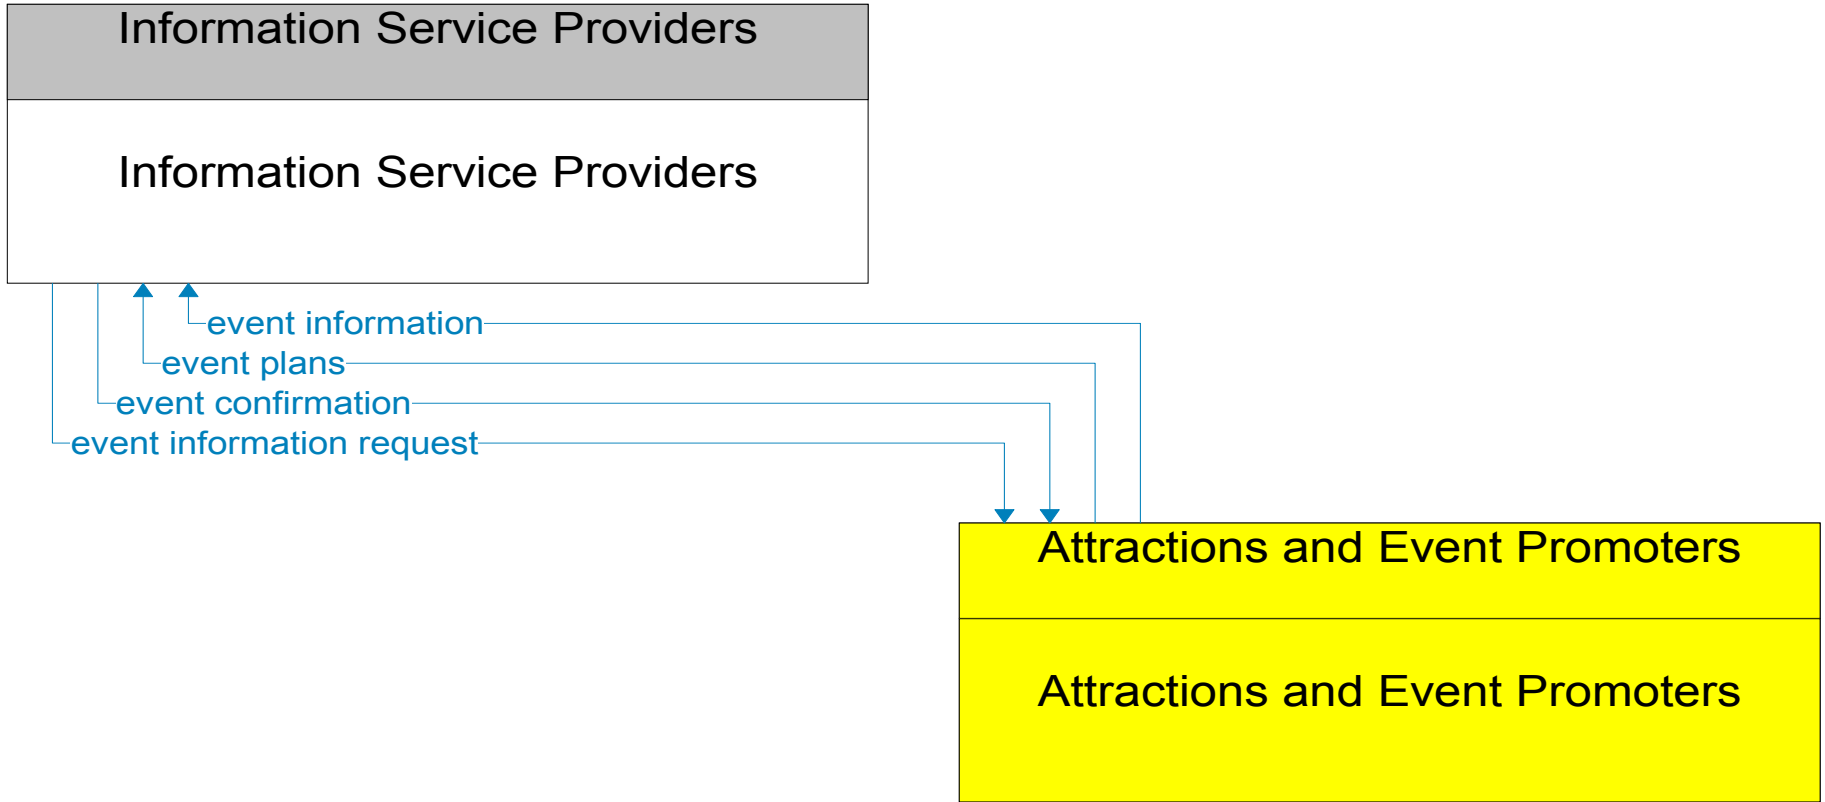 Information Service Providers
Information Service Providers
event information
event plans
event confirmation
event information request
Attractions and Event Promoters
Attractions and Event Promoters